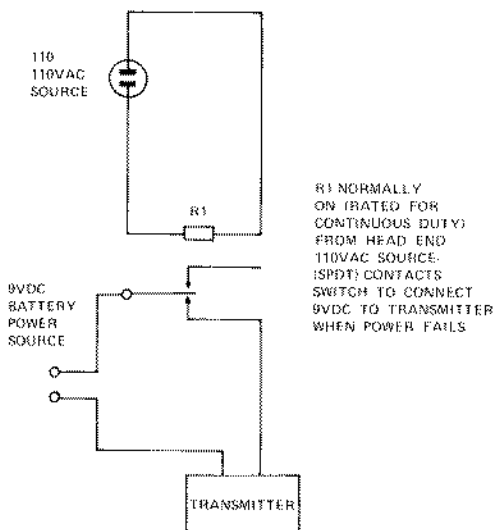 110
110VAC
SOURCE
R1
R1 NORMALLY
ON (RATED FOR
CONTINUOUS DUTY)
FROM HEAD END
110VAC SOURCE-
(SPDT) CONTACTS
SWITCH TO CONNECT
9VDC TO TRANSMITTER
WHEN POWER FAILS
9VDC
BATTERY
POWER
SOURCE
TRANSMITTER